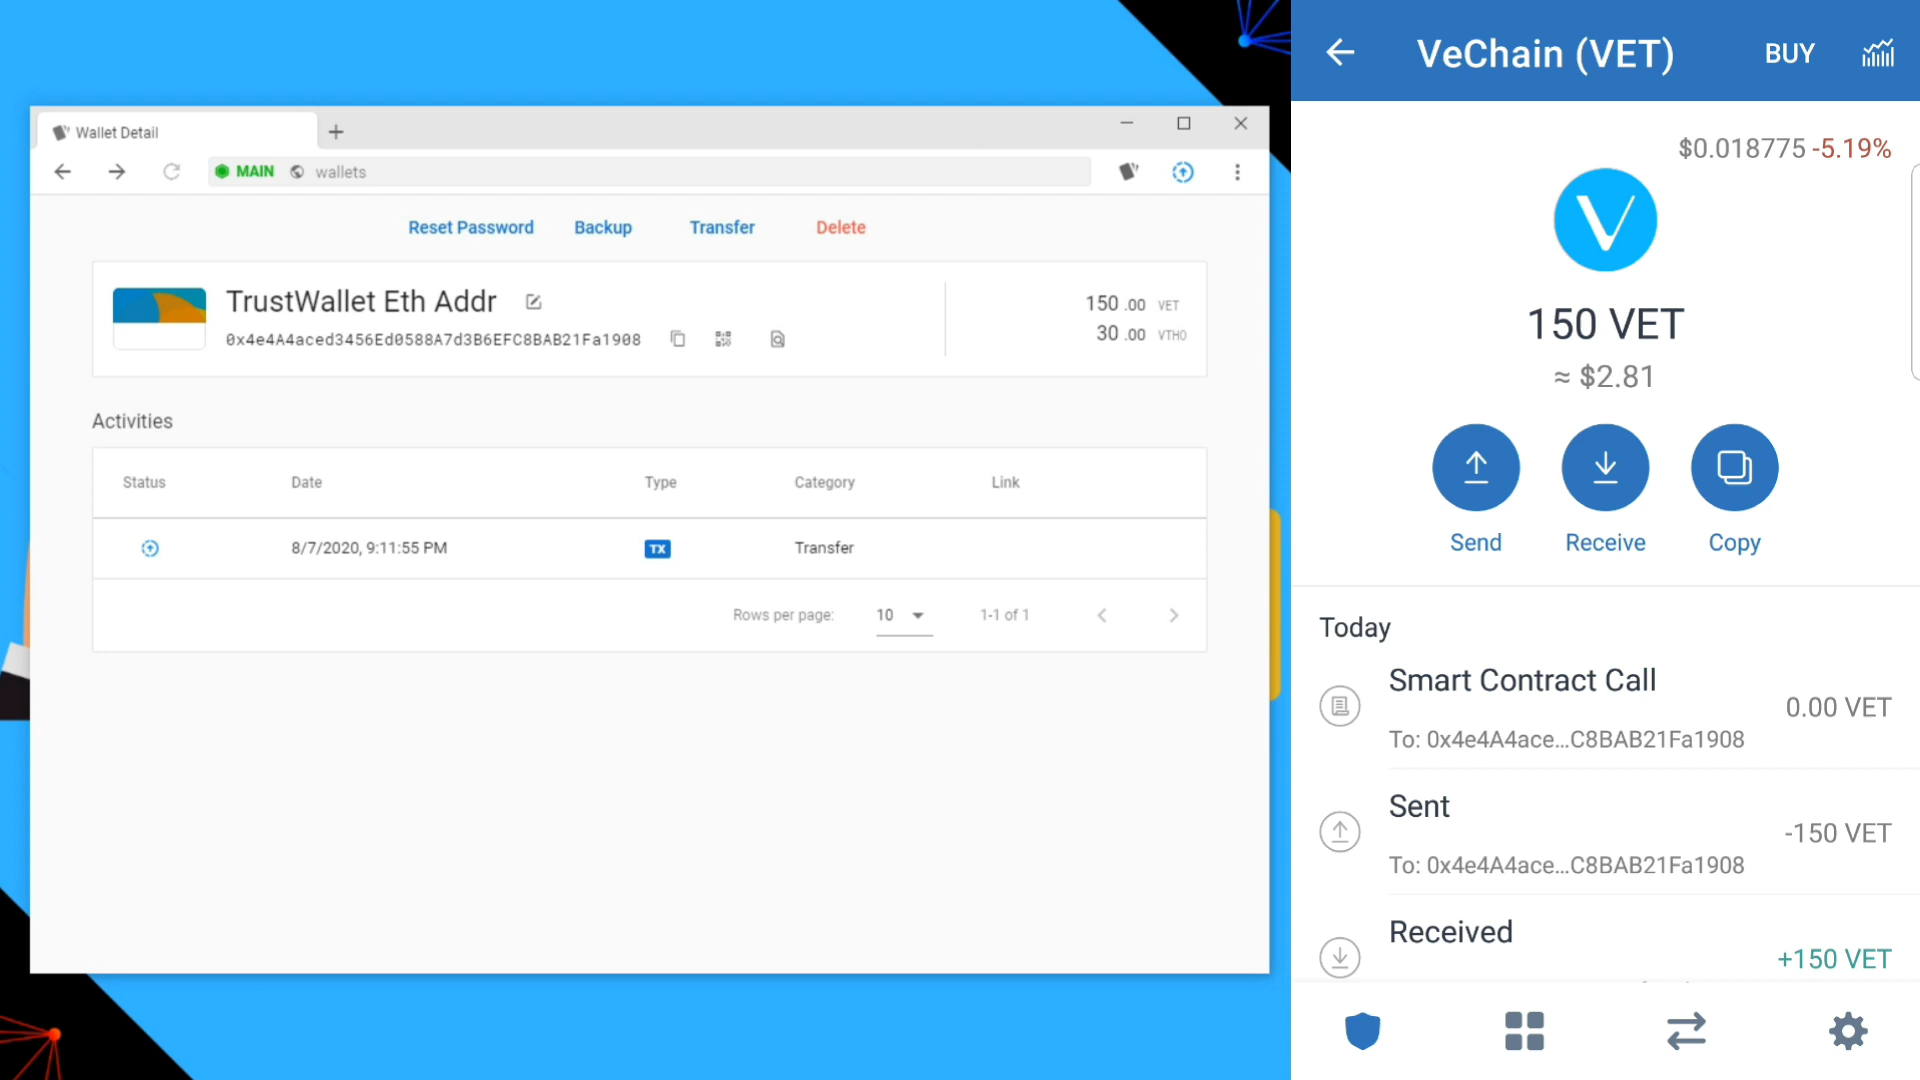 Wallet Detail
MAIN wallets
Reset Password Backup Transfer Delete
TrustWallet Eth Addr
0x4e4A4aced3456Ed0588A7d3B6EFC8BAB21Fa1908
150 .00 VET
30 .00 VTHO
Activities
Status Date Type Category Link
8/7/2020, 9:11:55 PM TX Transfer
Rows per page: 10 1-1 of 1
VeChain (VET) BUY
$0.018775 -5.19%
150 VET
≈ $2.81
Send Receive Copy
Today
Smart Contract Call
0.00 VET
To: 0x4e4A4ace...C8BAB21Fa1908
Sent
-150 VET
To: 0x4e4A4ace...C8BAB21Fa1908
Received
+150 VET